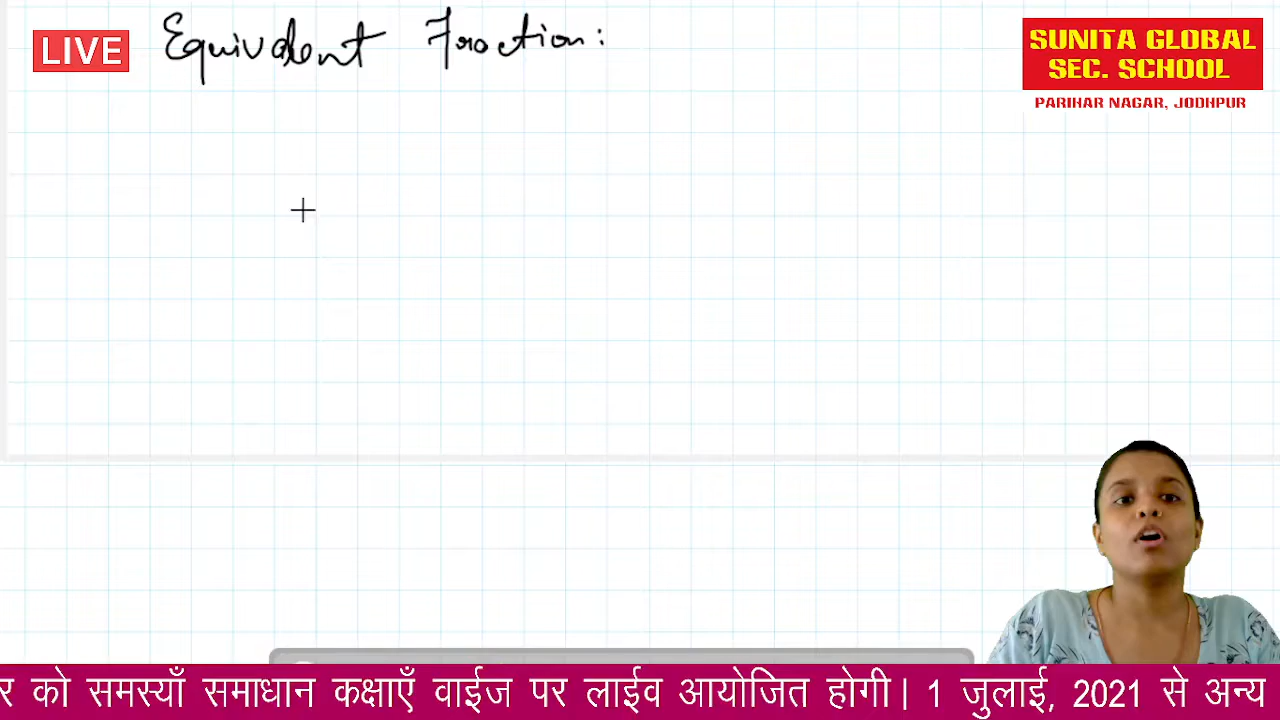 LIVE
Equivalent Fraction:
SUNITA GLOBAL
SEC. SCHOOL
PARIHAR NAGAR, JODHPUR
र को समस्याँ समाधान कक्षाएँ वाईज पर लाईव आयोजित होगी| 1 जुलाई, 2021 से अन्य